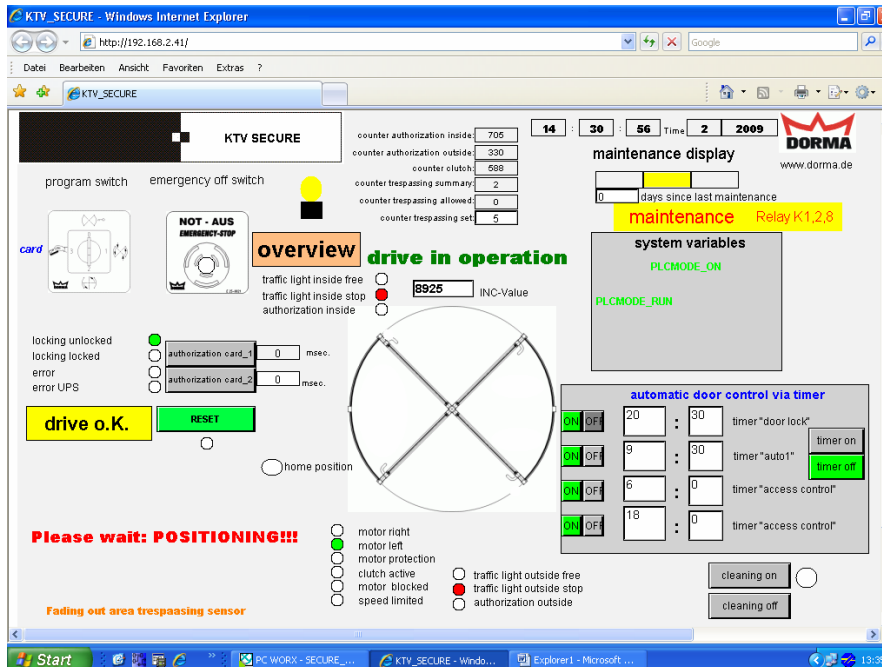 KTV_SECURE - Windows Internet Explorer
http://192.168.2.41/
Google
Datei Bearbeiten Ansicht Favoriten Extras ?
KTV_SECURE
KTV SECURE
counter authorization inside: 705
counter authorization outside: 330
counter clutch: 588
counter trespassing summary: 2
counter trespassing allowed: 0
counter trespassing set: 5
14 : 30 : 56 Time 2 2009
DORMA
www.dorma.de
maintenance display
0 days since last maintenance
maintenance Relay K1,2,8
program switch
emergency off switch
card
NOT - AUS
EMERGENCY-STOP
overview
drive in operation
traffic light inside free
traffic light inside stop
authorization inside
8925 INC-Value
system variables
PLCMODE_ON
PLCMODE_RUN
locking unlocked
locking locked
error
error UPS
authorization card_1 0 msec.
authorization card_2 0 msec.
drive o.K.
RESET
home position
automatic door control via timer
ON OFF 20 : 30 timer "door lock"
ON OFF 9 : 30 timer "auto1"
ON OFF 6 : 0 timer "access control"
ON OFF 18 : 0 timer "access control"
timer on
timer off
Please wait: POSITIONING!!!
motor right
motor left
motor protection
clutch active
motor blocked
speed limited
traffic light outside free
traffic light outside stop
authorization outside
cleaning on
cleaning off
Fading out area trespaasing sensor
Start
PC WORX - SECURE_...
KTV_SECURE - Windo...
Explorer1 - Microsoft ...